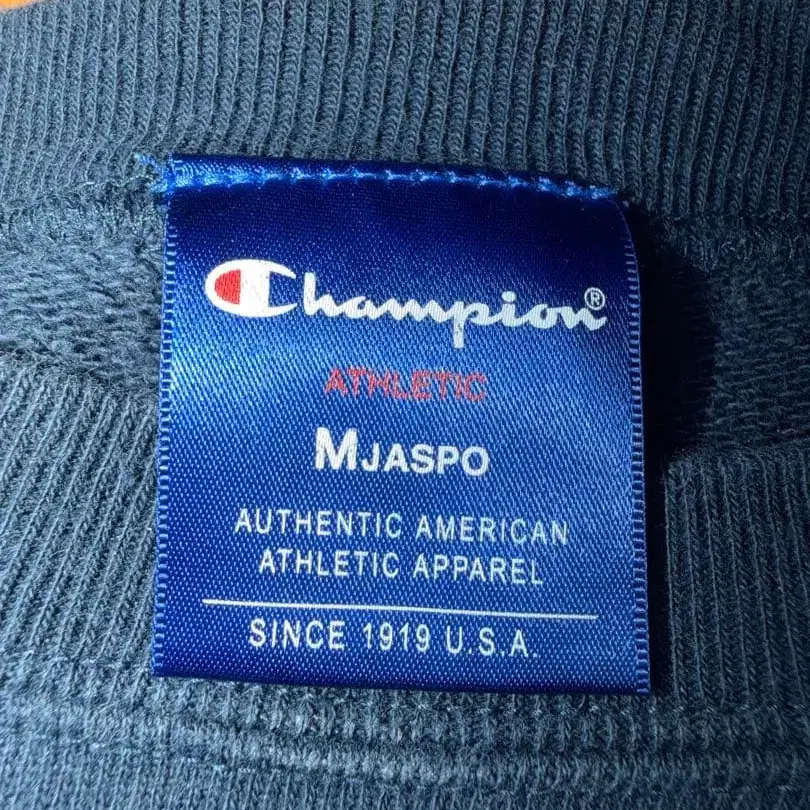 Champion®
ATHLETIC
MJASPO
AUTHENTIC AMERICAN
ATHLETIC APPAREL
SINCE 1919 U.S.A.